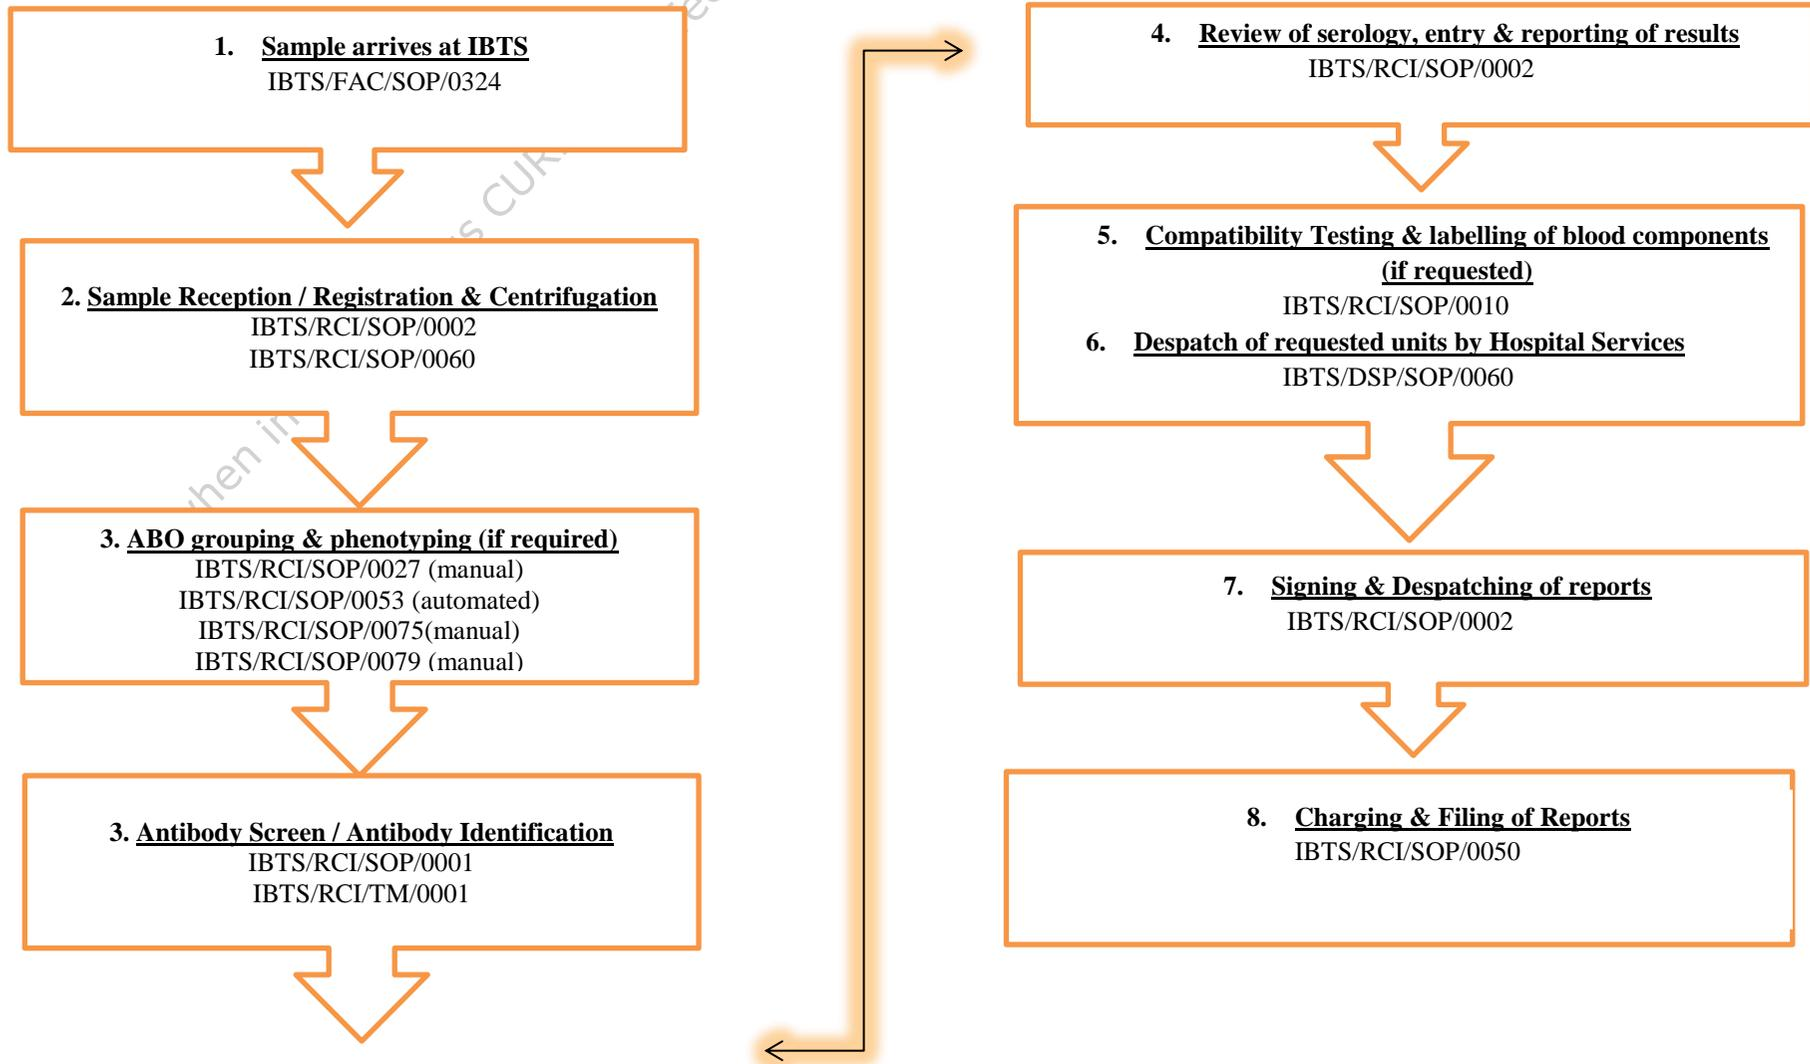 1. Sample arrives at IBTS
IBTS/FAC/SOP/0324
2. Sample Reception / Registration & Centrifugation
IBTS/RCI/SOP/0002
IBTS/RCI/SOP/0060
3. ABO grouping & phenotyping (if required)
IBTS/RCI/SOP/0027 (manual)
IBTS/RCI/SOP/0053 (automated)
IBTS/RCI/SOP/0075(manual)
IBTS/RCI/SOP/0079 (manual)
3. Antibody Screen / Antibody Identification
IBTS/RCI/SOP/0001
IBTS/RCI/TM/0001
4. Review of serology, entry & reporting of results
IBTS/RCI/SOP/0002
5. Compatibility Testing & labelling of blood components
(if requested)
IBTS/RCI/SOP/0010
6. Despatch of requested units by Hospital Services
IBTS/DSP/SOP/0060
7. Signing & Despatching of reports
IBTS/RCI/SOP/0002
8. Charging & Filing of Reports
IBTS/RCI/SOP/0050